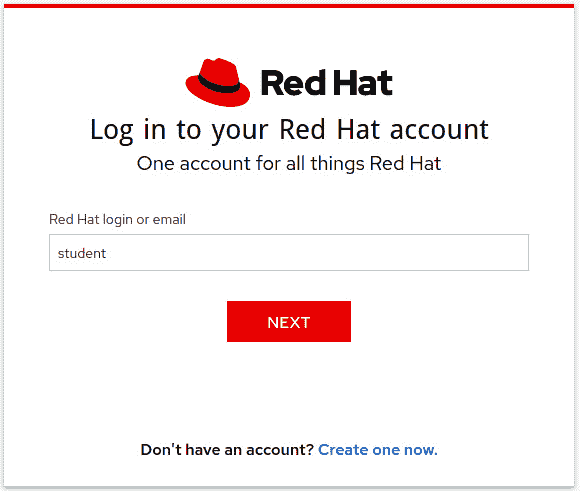 Red Hat
Log in to your Red Hat account
One account for all things Red Hat
Red Hat login or email
student
NEXT
Don't have an account? Create one now.